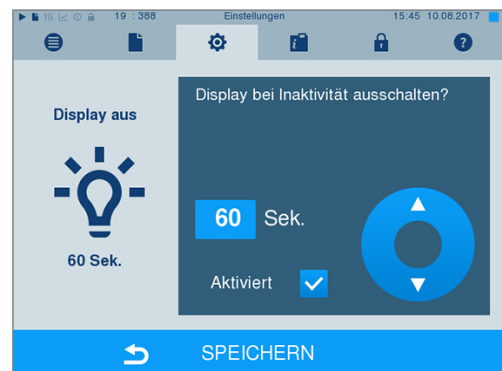 19 : 388 Einstellungen 15:45 10.08.2017
Display aus
60 Sek.
Display bei Inaktivität ausschalten?
60 Sek.
Aktiviert
SPEICHERN